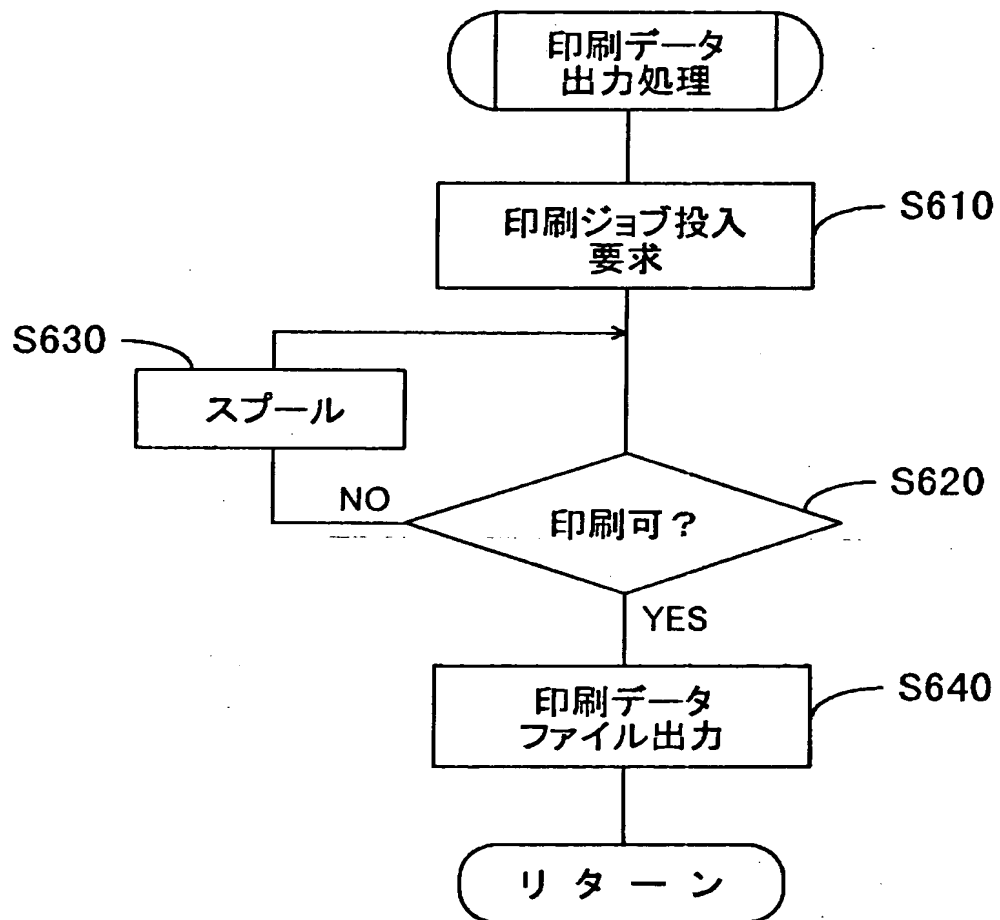 印刷データ
出力処理
印刷ジョブ投入
要求
S610
S630
スプール
NO
印刷可?
S620
YES
印刷データ
ファイル出力
S640
リターン